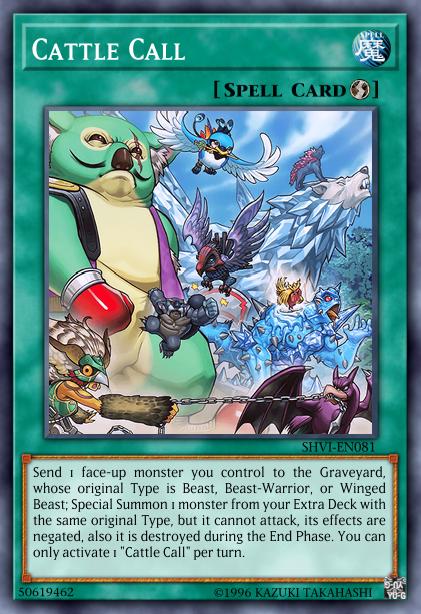 CATTLE CALL
SPELL
魔
[SPELL CARD]
SHVI-EN081
Send 1 face-up monster you control to the Graveyard,
whose original Type is Beast, Beast-Warrior, or Winged
Beast; Special Summon 1 monster from your Extra Deck with
the same original Type, but it cannot attack, its effects are
negated, also it is destroyed during the End Phase. You can
only activate 1 "Cattle Call" per turn.
50619462
©1996 KAZUKI TAKAHASHI